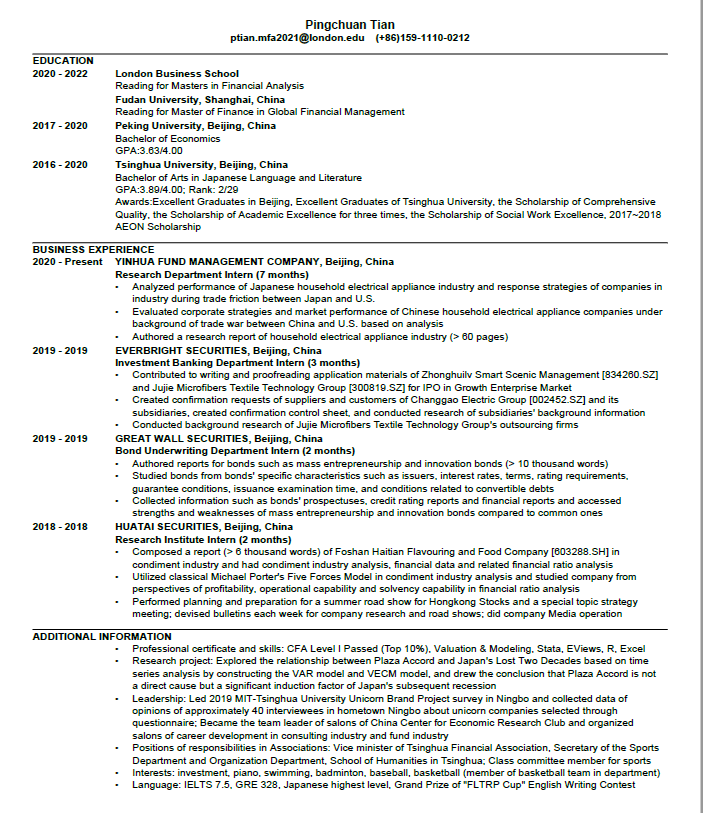 Pingchuan Tian
ptian.mfa2021@london.edu (+86)159-1110-0212
EDUCATION
2020 - 2022 London Business School
Reading for Masters in Financial Analysis
Fudan University, Shanghai, China
Reading for Master of Finance in Global Financial Management
2017 - 2020 Peking University, Beijing, China
Bachelor of Economics
GPA:3.63/4.00
2016 - 2020 Tsinghua University, Beijing, China
Bachelor of Arts in Japanese Language and Literature
GPA:3.89/4.00; Rank: 2/29
Awards:Excellent Graduates in Beijing, Excellent Graduates of Tsinghua University, the Scholarship of Comprehensive
Quality, the Scholarship of Academic Excellence for three times, the Scholarship of Social Work Excellence, 2017~2018
AEON Scholarship
BUSINESS EXPERIENCE
2020 - Present YINHUA FUND MANAGEMENT COMPANY, Beijing, China
Research Department Intern (7 months)
• Analyzed performance of Japanese household electrical appliance industry and response strategies of companies in
industry during trade friction between Japan and U.S.
• Evaluated corporate strategies and market performance of Chinese household electrical appliance companies under
background of trade war between China and U.S. based on analysis
• Authored a research report of household electrical appliance industry (> 60 pages)
2019 - 2019 EVERBRIGHT SECURITIES, Beijing, China
Investment Banking Department Intern (3 months)
• Contributed to writing and proofreading application materials of Zhonghuilv Smart Scenic Management [834260.SZ]
and Jujie Microfibers Textile Technology Group [300819.SZ] for IPO in Growth Enterprise Market
• Created confirmation requests of suppliers and customers of Changgao Electric Group [002452.SZ] and its
subsidiaries, created confirmation control sheet, and conducted research of subsidiaries' background information
• Conducted background research of Jujie Microfibers Textile Technology Group's outsourcing firms
2019 - 2019 GREAT WALL SECURITIES, Beijing, China
Bond Underwriting Department Intern (2 months)
• Authored reports for bonds such as mass entrepreneurship and innovation bonds (> 10 thousand words)
• Studied bonds from bonds' specific characteristics such as issuers, interest rates, terms, rating requirements,
guarantee conditions, issuance examination time, and conditions related to convertible debts
• Collected information such as bonds' prospectuses, credit rating reports and financial reports and accessed
strengths and weaknesses of mass entrepreneurship and innovation bonds compared to common ones
2018 - 2018 HUATAI SECURITIES, Beijing, China
Research Institute Intern (2 months)
• Composed a report (> 6 thousand words) of Foshan Haitian Flavouring and Food Company [603288.SH] in
condiment industry and had condiment industry analysis, financial data and related financial ratio analysis
• Utilized classical Michael Porter's Five Forces Model in condiment industry analysis and studied company from
perspectives of profitability, operational capability and solvency capability in financial ratio analysis
• Performed planning and preparation for a summer road show for Hongkong Stocks and a special topic strategy
meeting; devised bulletins each week for company research and road shows; did company Media operation
ADDITIONAL INFORMATION
• Professional certificate and skills: CFA Level I Passed (Top 10%), Valuation & Modeling, Stata, EViews, R, Excel
• Research project: Explored the relationship between Plaza Accord and Japan's Lost Two Decades based on time
series analysis by constructing the VAR model and VECM model, and drew the conclusion that Plaza Accord is not
a direct cause but a significant induction factor of Japan's subsequent recession
• Leadership: Led 2019 MIT-Tsinghua University Unicorn Brand Project survey in Ningbo and collected data of
opinions of approximately 40 interviewees in hometown Ningbo about unicorn companies selected through
questionnaire; Became the team leader of salons of China Center for Economic Research Club and organized
salons of career development in consulting industry and fund industry
• Positions of responsibilities in Associations: Vice minister of Tsinghua Financial Association, Secretary of the Sports
Department and Organization Department, School of Humanities in Tsinghua; Class committee member for sports
• Interests: investment, piano, swimming, badminton, baseball, basketball (member of basketball team in department)
• Language: IELTS 7.5, GRE 328, Japanese highest level, Grand Prize of "FLTRP Cup" English Writing Contest